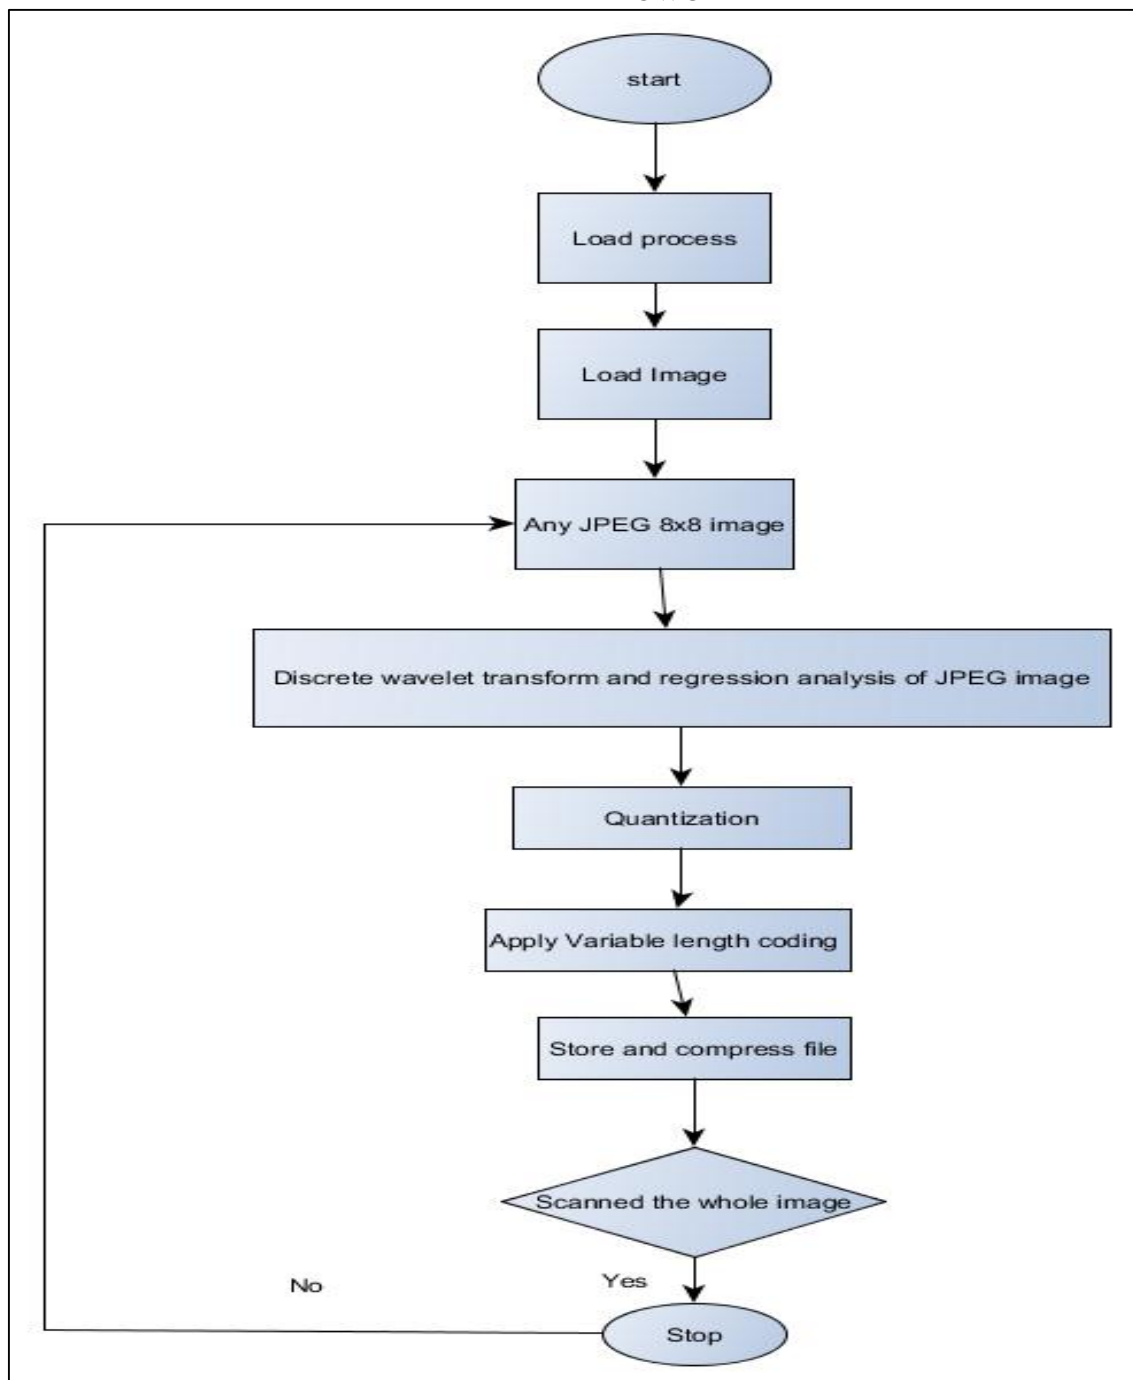 start
Load process
Load Image
Any JPEG 8x8 image
Discrete wavelet transform and regression analysis of JPEG image
Quantization
Apply Variable length coding
Store and compress file
Scanned the whole image
No
Yes
Stop